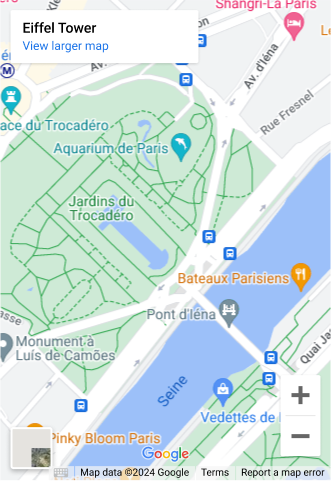 Shangri-La Paris
Eiffel Tower
View larger map
Av.
Av. d'Iéna
Rue Fresnel
ace du Trocadéro
Aquarium de Paris
Jardins du
Trocadéro
Bateaux Parisiens
Pont d'Iéna
Monument à
Luís de Camões
Quai Ja
Seine
Vedettes de
Pinky Bloom Paris
Google
Map data ©2024 Google
Terms
Report a map error